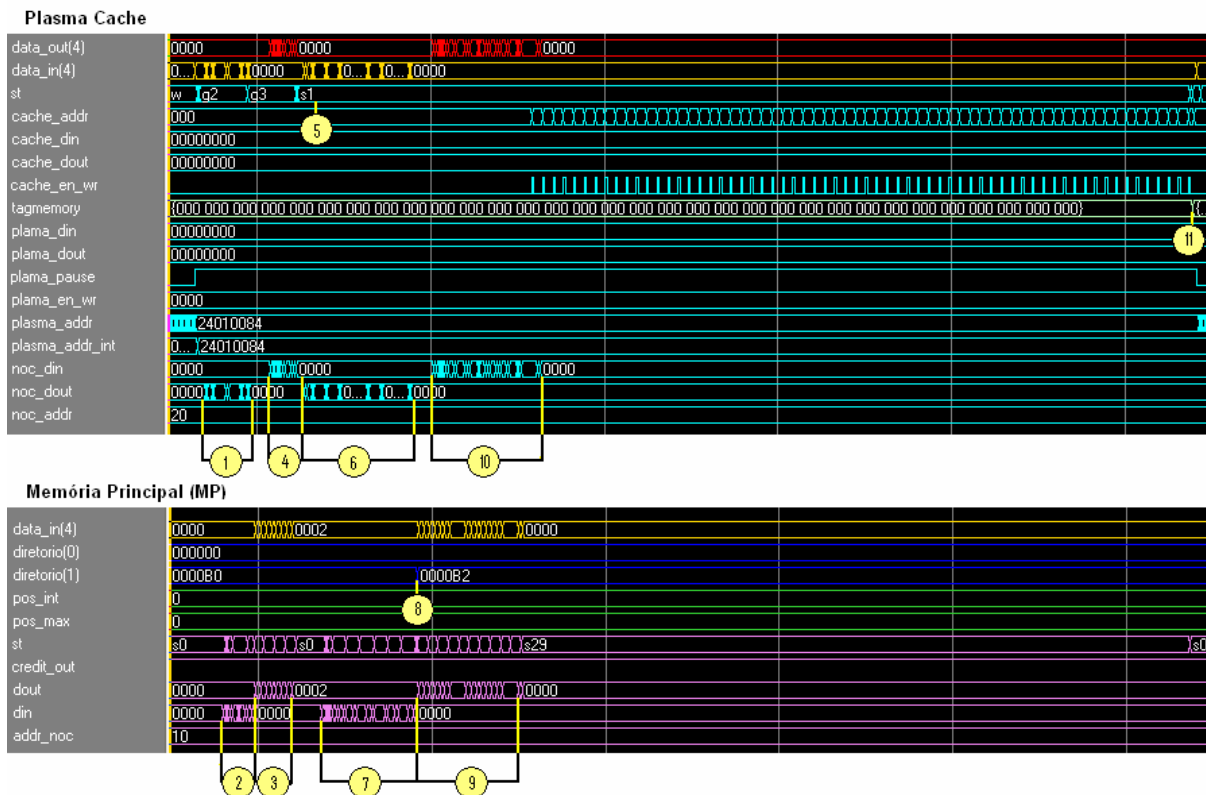 Plasma Cache
data_out(4) 0000 0000 0000
data_in(4) 0... 0000 0... 0... 0000
st w g2 g3 s1
cache_addr 000
5
cache_din 00000000
cache_dout 00000000
cache_en_wr
tagmemory {000 000 000 000 000 000 000 000 000 000 000 000 000 000 000 000 000 000 000 000 000 000 000 000 000 000 000 000 000 000 000 000} {...
plama_din 00000000
11
plama_dout 00000000
plama_pause
plama_en_wr 0000
plasma_addr 24010084
plasma_addr_int 0... 24010084
noc_din 0000 0000 0000
noc_dout 0000 0000 0... 0... 0000
noc_addr 20
1 4 6 10
Memória Principal (MP)
data_in(4) 0000 0002 0000
diretorio(0) 000000
diretorio(1) 0000B0 0000B2
pos_int 0
8
pos_max 0
st s0 s0 s29 s0
credit_out
dout 0000 0002 0000
din 0000 0000 0000
addr_noc 10
2 3 7 9